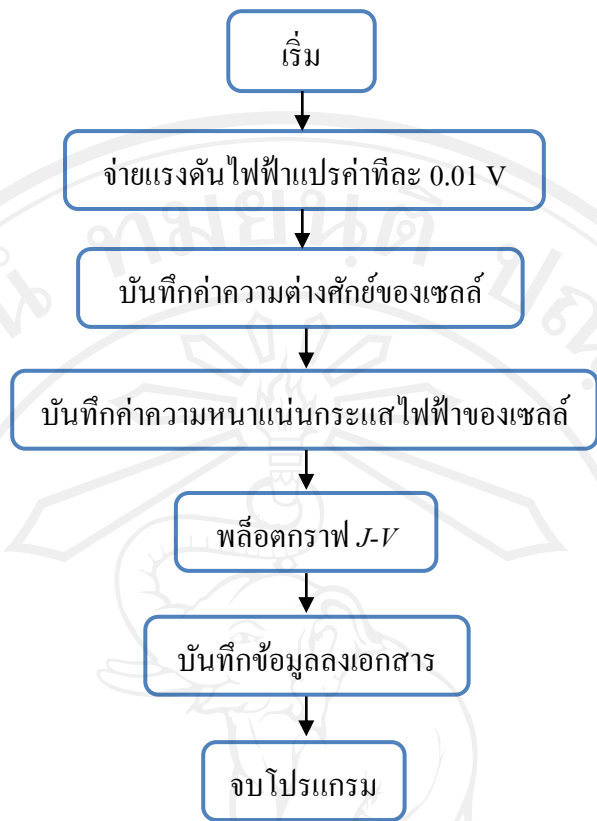 เริ่ม
จ่ายแรงดันไฟฟ้าแปรค่าทีละ 0.01 V
บันทึกค่าความต่างศักย์ของเซลล์
บันทึกค่าความหนาแน่นกระแสไฟฟ้าของเซลล์
พล็อตกราฟ J-V
บันทึกข้อมูลลงเอกสาร
จบโปรแกรม